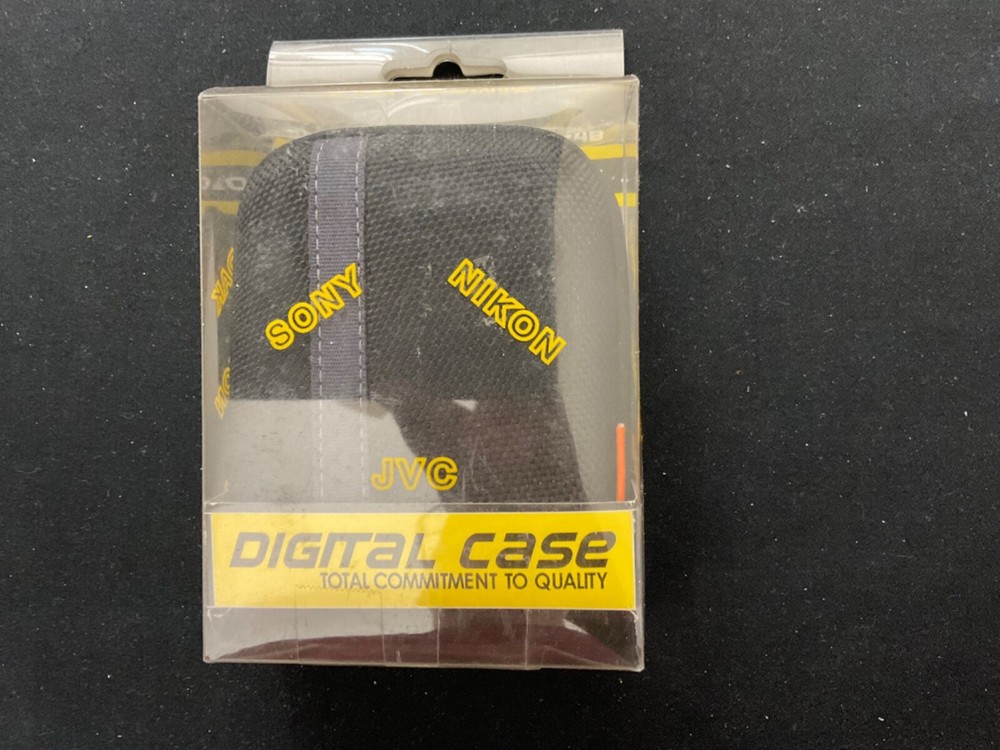 SONY
NIKON
JVC
DIGITAL CASE
TOTAL COMMITMENT TO QUALITY